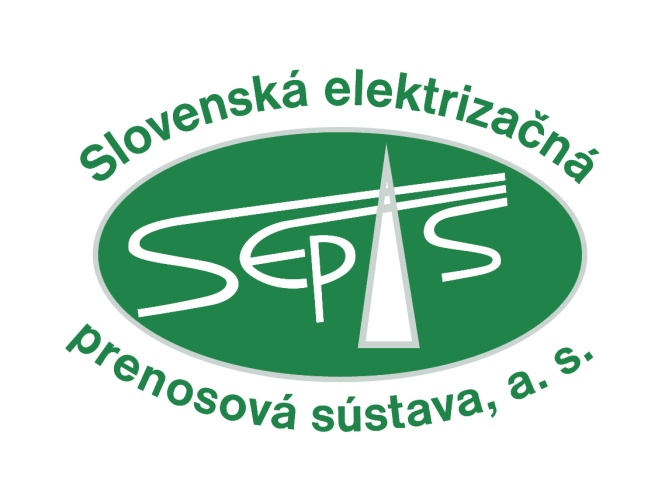 Slovenská elektrizačná
SEPS
prenosová sústava, a. s.